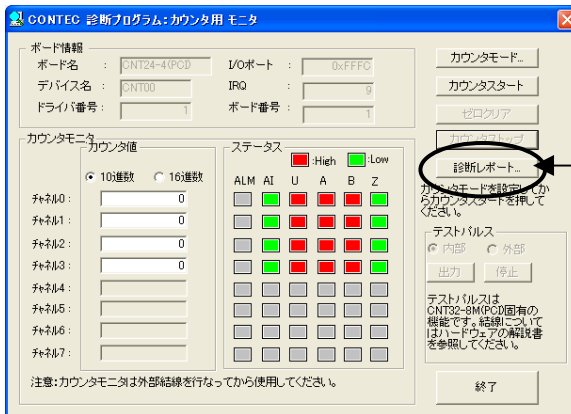 CONTEC 診断プログラム:カウンタ用 モニタ
ボード情報
ボード名 : CNT24-4(PCI)
I/Oポート : 0xFFFC
デバイス名 : CNT00
IRQ : 9
ドライバ番号 : 1
ボード番号 : 1
カウンタモード...
カウンタスタート
ゼロクリア
カウンタストップ
診断レポート...
カウンタモードを設定してか
らカウンタスタートを押して
ください。
カウンタモニタ
カウンタ値
10進数 16進数
チャネル0 : 0
チャネル1 : 0
チャネル2 : 0
チャネル3 : 0
チャネル4 :
チャネル5 :
チャネル6 :
チャネル7 :
ステータス
:High :Low
ALM AI U A B Z
テストパルス
内部 外部
出力 停止
テストパルスは
CNT32-8M(PCI)固有の
機能です。結線について
はハードウェアの解説書
を参照してください。
注意:カウンタモニタは外部結線を行なってから使用してください。
終了